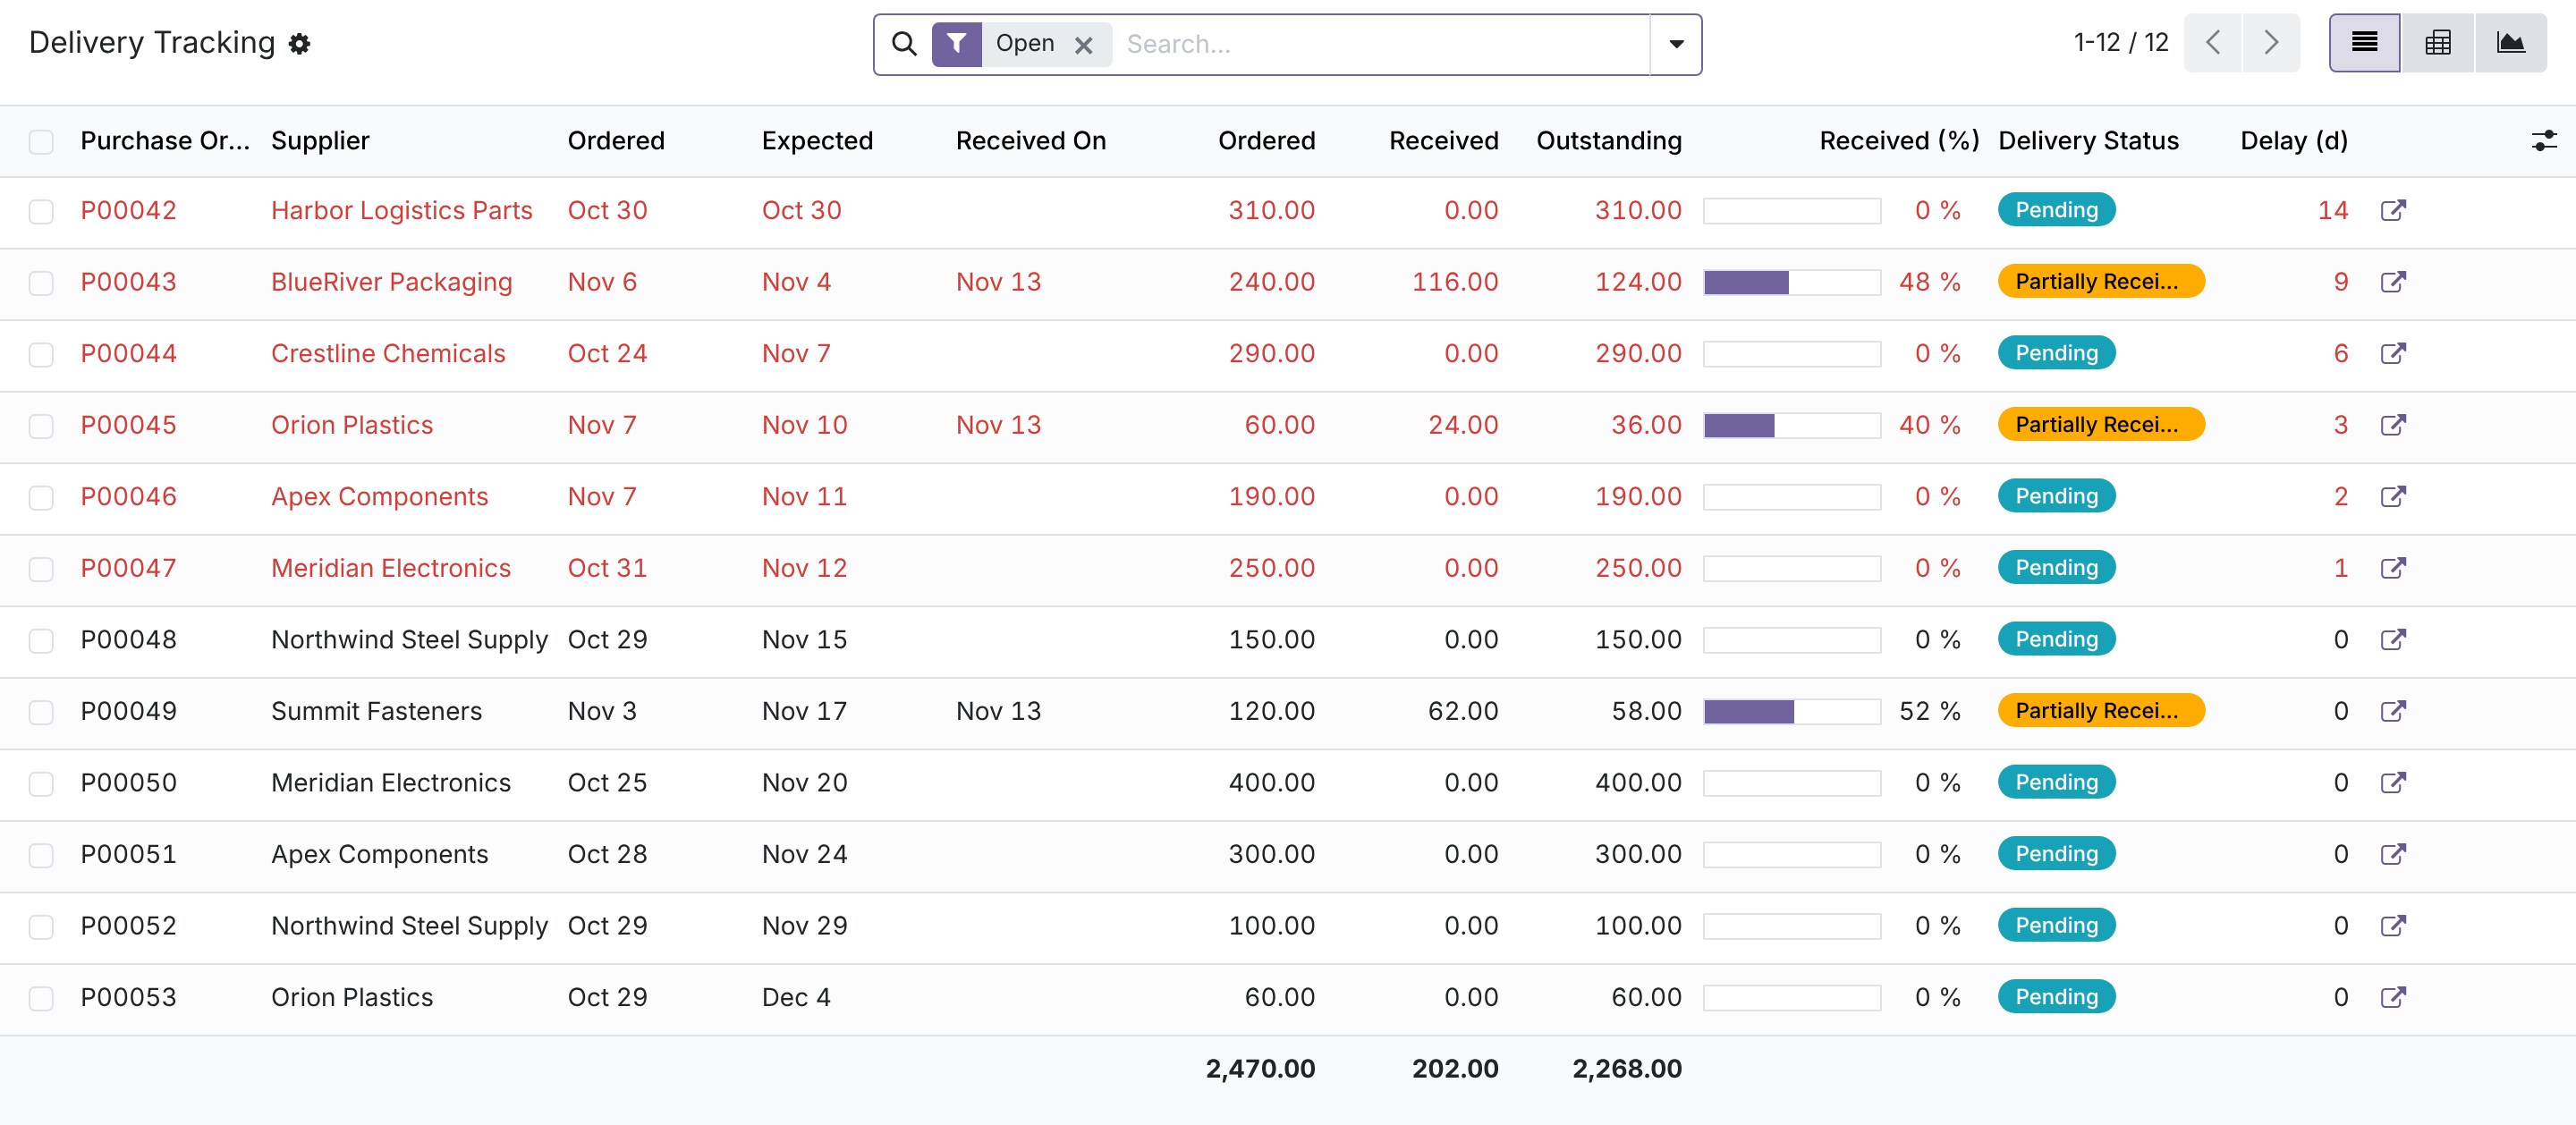 Delivery Tracking Open Search... 1-12 / 12
Purchase Or... Supplier Ordered Expected Received On Ordered Received Outstanding Received (%) Delivery Status Delay (d)
P00042 Harbor Logistics Parts Oct 30 Oct 30 310.00 0.00 310.00 0 % Pending 14
P00043 BlueRiver Packaging Nov 6 Nov 4 Nov 13 240.00 116.00 124.00 48 % Partially Recei... 9
P00044 Crestline Chemicals Oct 24 Nov 7 290.00 0.00 290.00 0 % Pending 6
P00045 Orion Plastics Nov 7 Nov 10 Nov 13 60.00 24.00 36.00 40 % Partially Recei... 3
P00046 Apex Components Nov 7 Nov 11 190.00 0.00 190.00 0 % Pending 2
P00047 Meridian Electronics Oct 31 Nov 12 250.00 0.00 250.00 0 % Pending 1
P00048 Northwind Steel Supply Oct 29 Nov 15 150.00 0.00 150.00 0 % Pending 0
P00049 Summit Fasteners Nov 3 Nov 17 Nov 13 120.00 62.00 58.00 52 % Partially Recei... 0
P00050 Meridian Electronics Oct 25 Nov 20 400.00 0.00 400.00 0 % Pending 0
P00051 Apex Components Oct 28 Nov 24 300.00 0.00 300.00 0 % Pending 0
P00052 Northwind Steel Supply Oct 29 Nov 29 100.00 0.00 100.00 0 % Pending 0
P00053 Orion Plastics Oct 29 Dec 4 60.00 0.00 60.00 0 % Pending 0
2,470.00 202.00 2,268.00